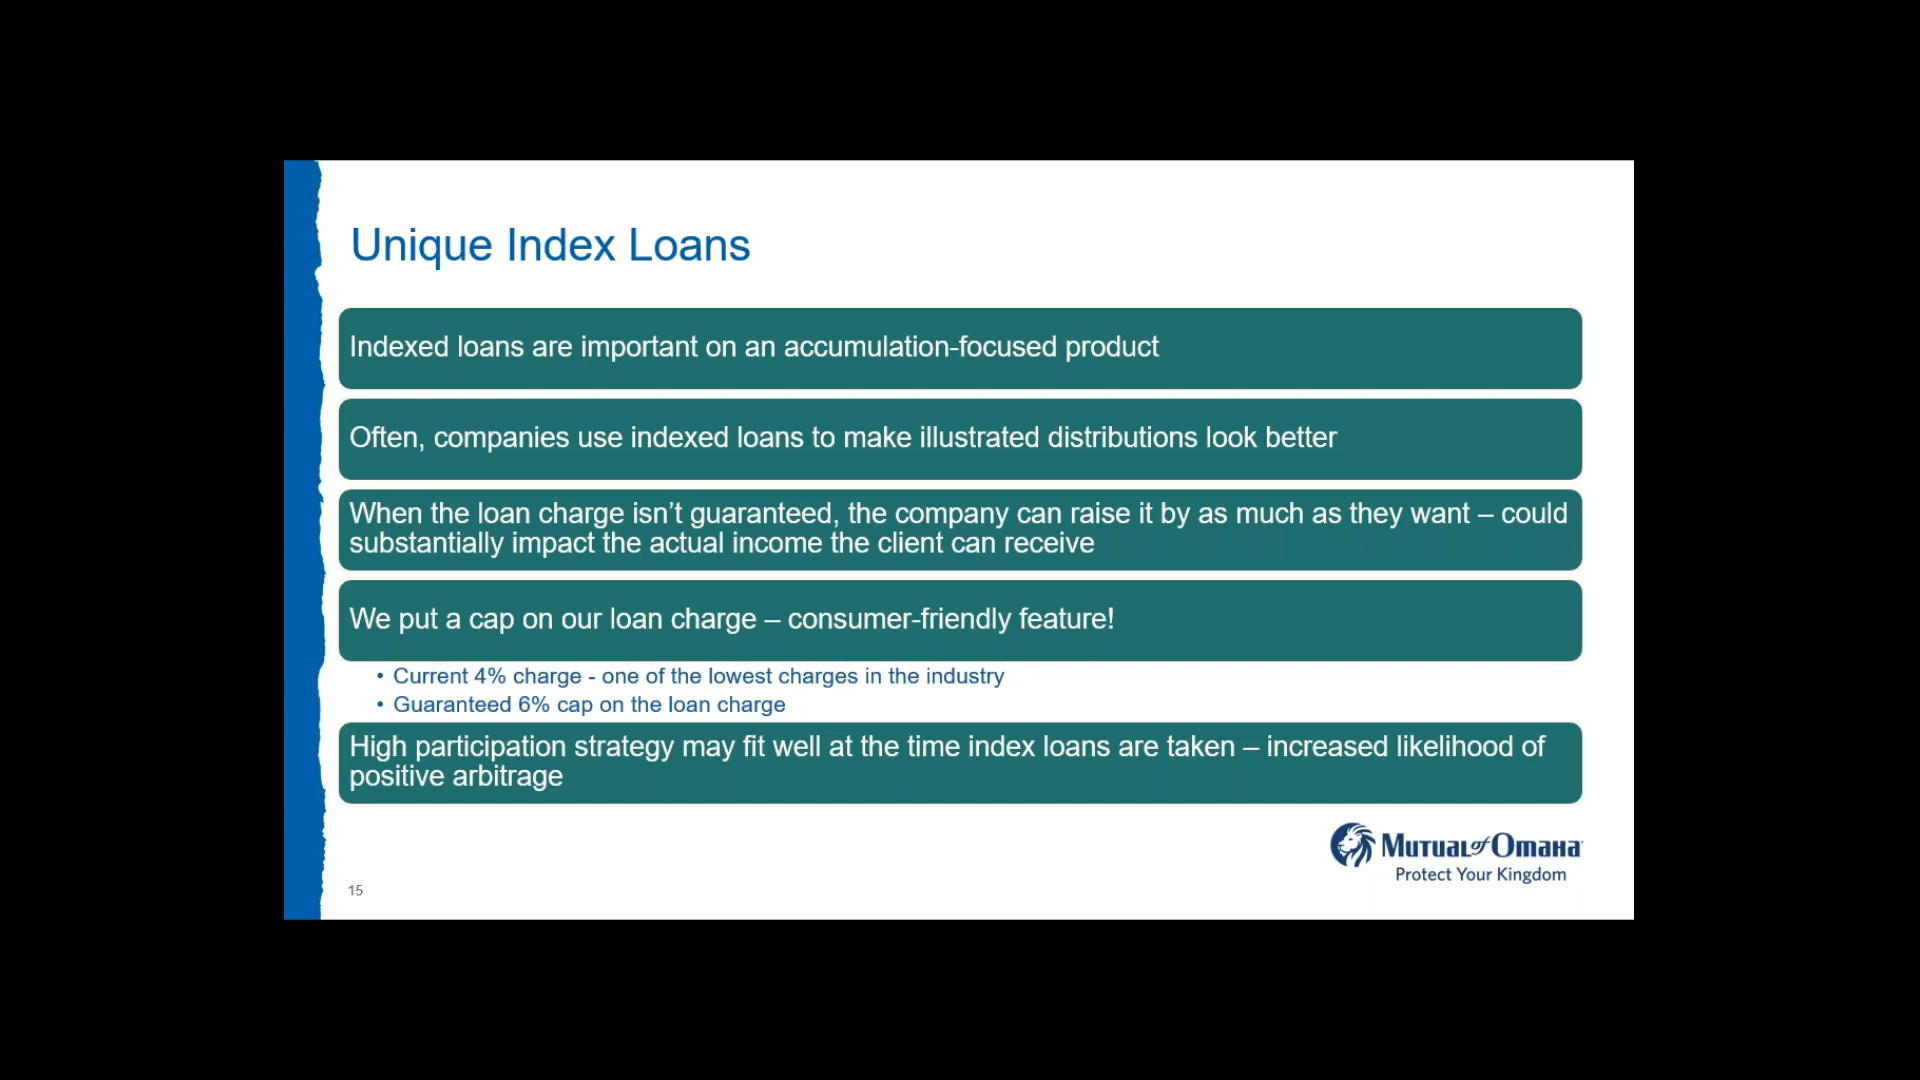 Unique Index Loans
Indexed loans are important on an accumulation-focused product
Often, companies use indexed loans to make illustrated distributions look better
When the loan charge isn’t guaranteed, the company can raise it by as much as they want – could
substantially impact the actual income the client can receive
We put a cap on our loan charge – consumer-friendly feature!
• Current 4% charge - one of the lowest charges in the industry
• Guaranteed 6% cap on the loan charge
High participation strategy may fit well at the time index loans are taken – increased likelihood of
positive arbitrage
Mutual of Omaha
Protect Your Kingdom
15